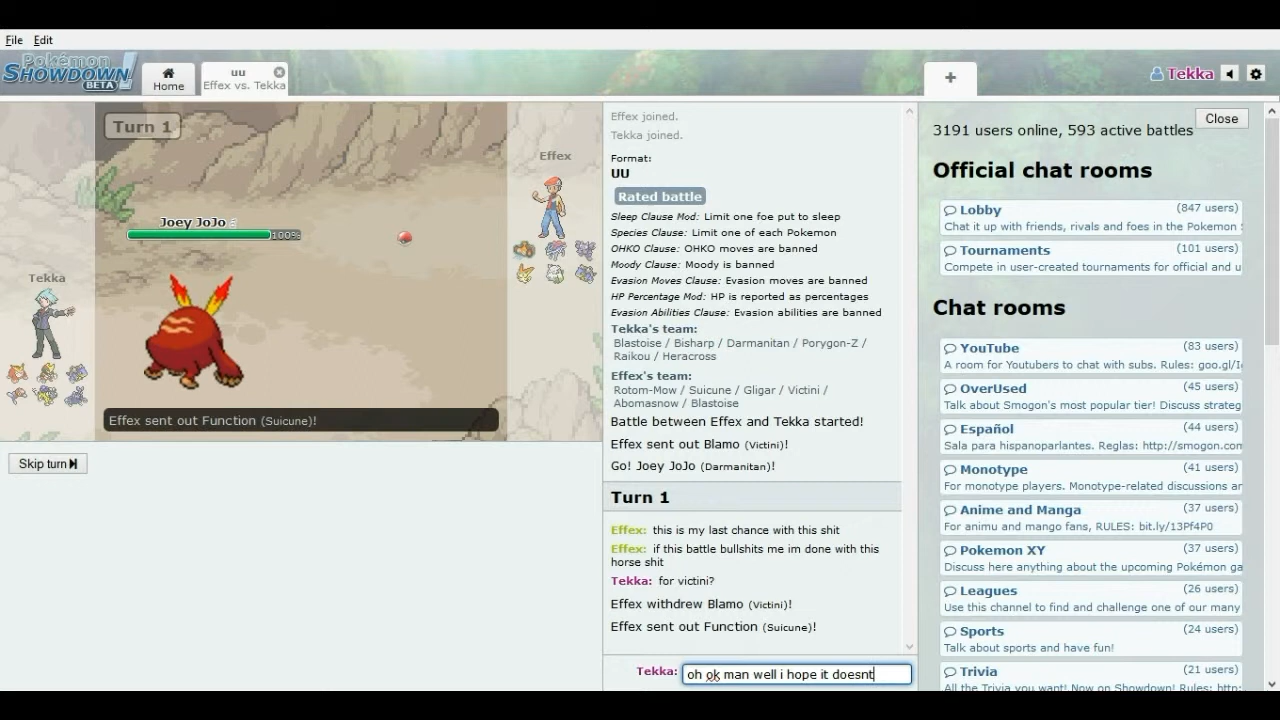 File Edit
Pokémon
SHOWDOWN!
BETA
Home
uu
Effex vs. Tekka
+
Tekka
Turn 1
Joey JoJo
100%
Tekka
Effex
Effex sent out Function (Suicune)!
Skip turn
Effex joined.
Tekka joined.
Format:
UU
Rated battle
Sleep Clause Mod: Limit one foe put to sleep
Species Clause: Limit one of each Pokemon
OHKO Clause: OHKO moves are banned
Moody Clause: Moody is banned
Evasion Moves Clause: Evasion moves are banned
HP Percentage Mod: HP is reported as percentages
Evasion Abilities Clause: Evasion abilities are banned
Tekka's team:
Blastoise / Bisharp / Darmanitan / Porygon-Z /
Raikou / Heracross
Effex's team:
Rotom-Mow / Suicune / Gligar / Victini /
Abomasnow / Blastoise
Battle between Effex and Tekka started!
Effex sent out Blamo (Victini)!
Go! Joey JoJo (Darmanitan)!
Turn 1
Effex: this is my last chance with this shit
Effex: if this battle bullshits me im done with this
horse shit
Tekka: for victini?
Effex withdrew Blamo (Victini)!
Effex sent out Function (Suicune)!
Tekka: oh ok man well i hope it doesnt
Close
3191 users online, 593 active battles
Official chat rooms
Lobby (847 users)
Chat it up with friends, rivals and foes in the Pokemon S
Tournaments (101 users)
Compete in user-created tournaments for official and u
Chat rooms
YouTube (83 users)
A room for Youtubers to chat with subs. Rules: goo.gl/I
OverUsed (45 users)
Talk about Smogon's most popular tier! Discuss strateg
Español (44 users)
Sala para hispanoparlantes. Reglas: http://smogon.com
Monotype (41 users)
For monotype players. Monotype-related discussions ar
Anime and Manga (37 users)
For animu and mango fans, RULES: bit.ly/13Pf4P0
Pokemon XY (37 users)
Discuss here anything about the upcoming Pokémon ga
Leagues (26 users)
Use this channel to find and challenge one of our many
Sports (24 users)
Talk about sports and have fun!
Trivia (21 users)
All the Trivia you want! Now on Showdown! Rules: http: